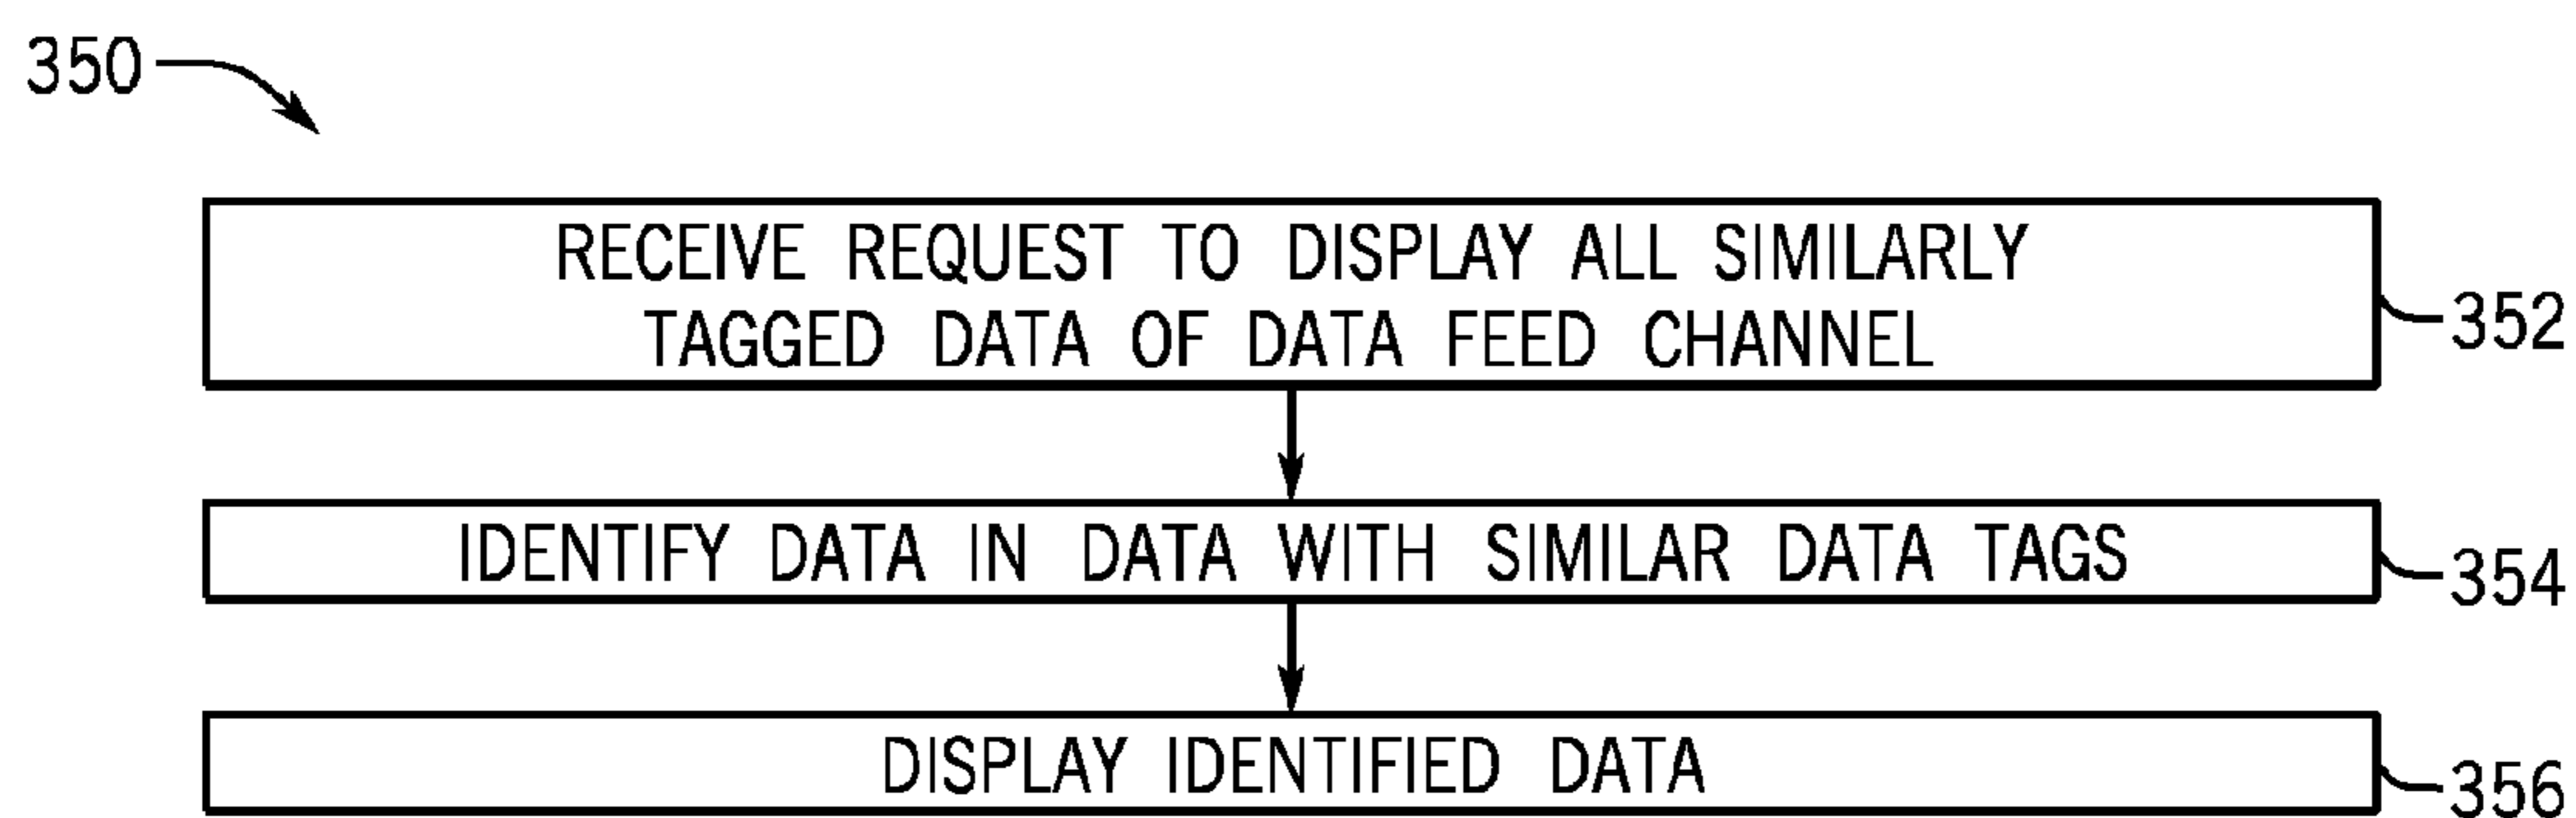 350
RECEIVE REQUEST TO DISPLAY ALL SIMILARLY
TAGGED DATA OF DATA FEED CHANNEL
352
IDENTIFY DATA IN DATA WITH SIMILAR DATA TAGS
354
DISPLAY IDENTIFIED DATA
356